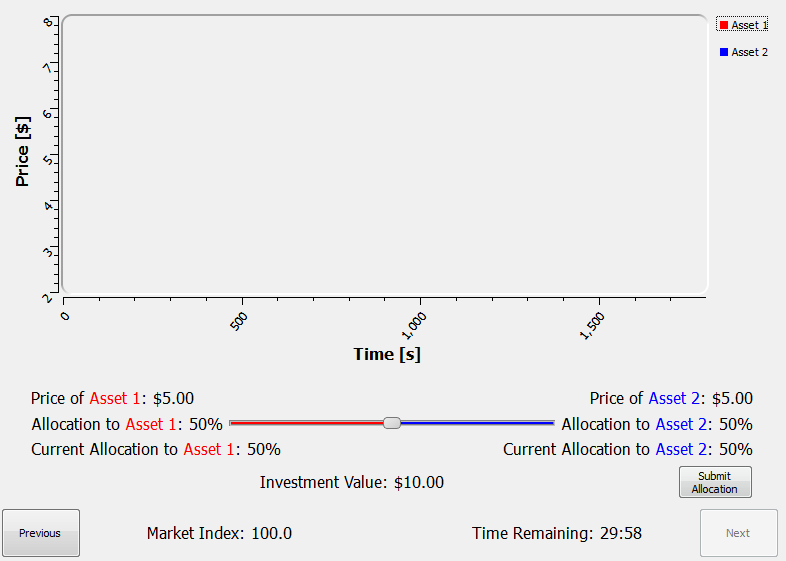 8
7
6
5
4
3
2
Price [$]
0
500
1,000
1,500
Time [s]
Asset 1
Asset 2
Price of Asset 1: $5.00
Price of Asset 2: $5.00
Allocation to Asset 1: 50%
Allocation to Asset 2: 50%
Current Allocation to Asset 1: 50%
Current Allocation to Asset 2: 50%
Investment Value: $10.00
Submit
Allocation
Previous
Market Index: 100.0
Time Remaining: 29:58
Next